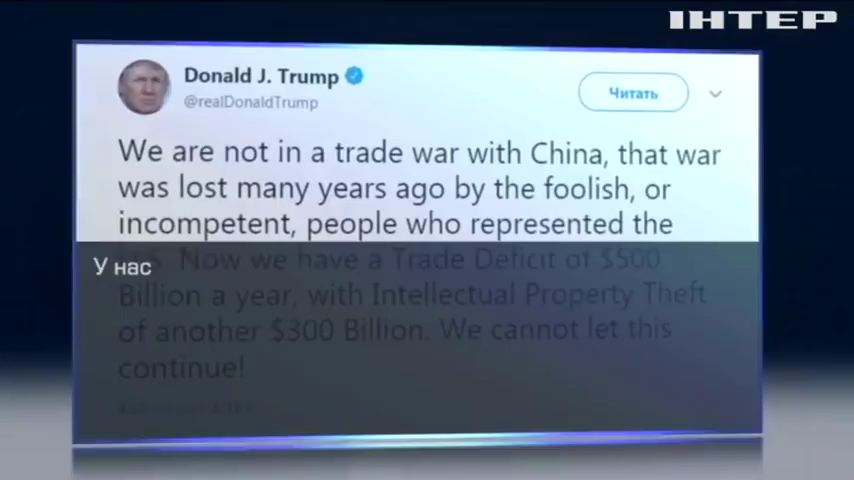 ІНТЕР
Donald J. Trump
@realDonaldTrump
Читать
We are not in a trade war with China, that war
was lost many years ago by the foolish, or
incompetent, people who represented the
Now we have a Trade Deficit of $500
У нас
Billion a year, with Intellectual Property Theft
of another $300 Billion. We cannot let this
continue!